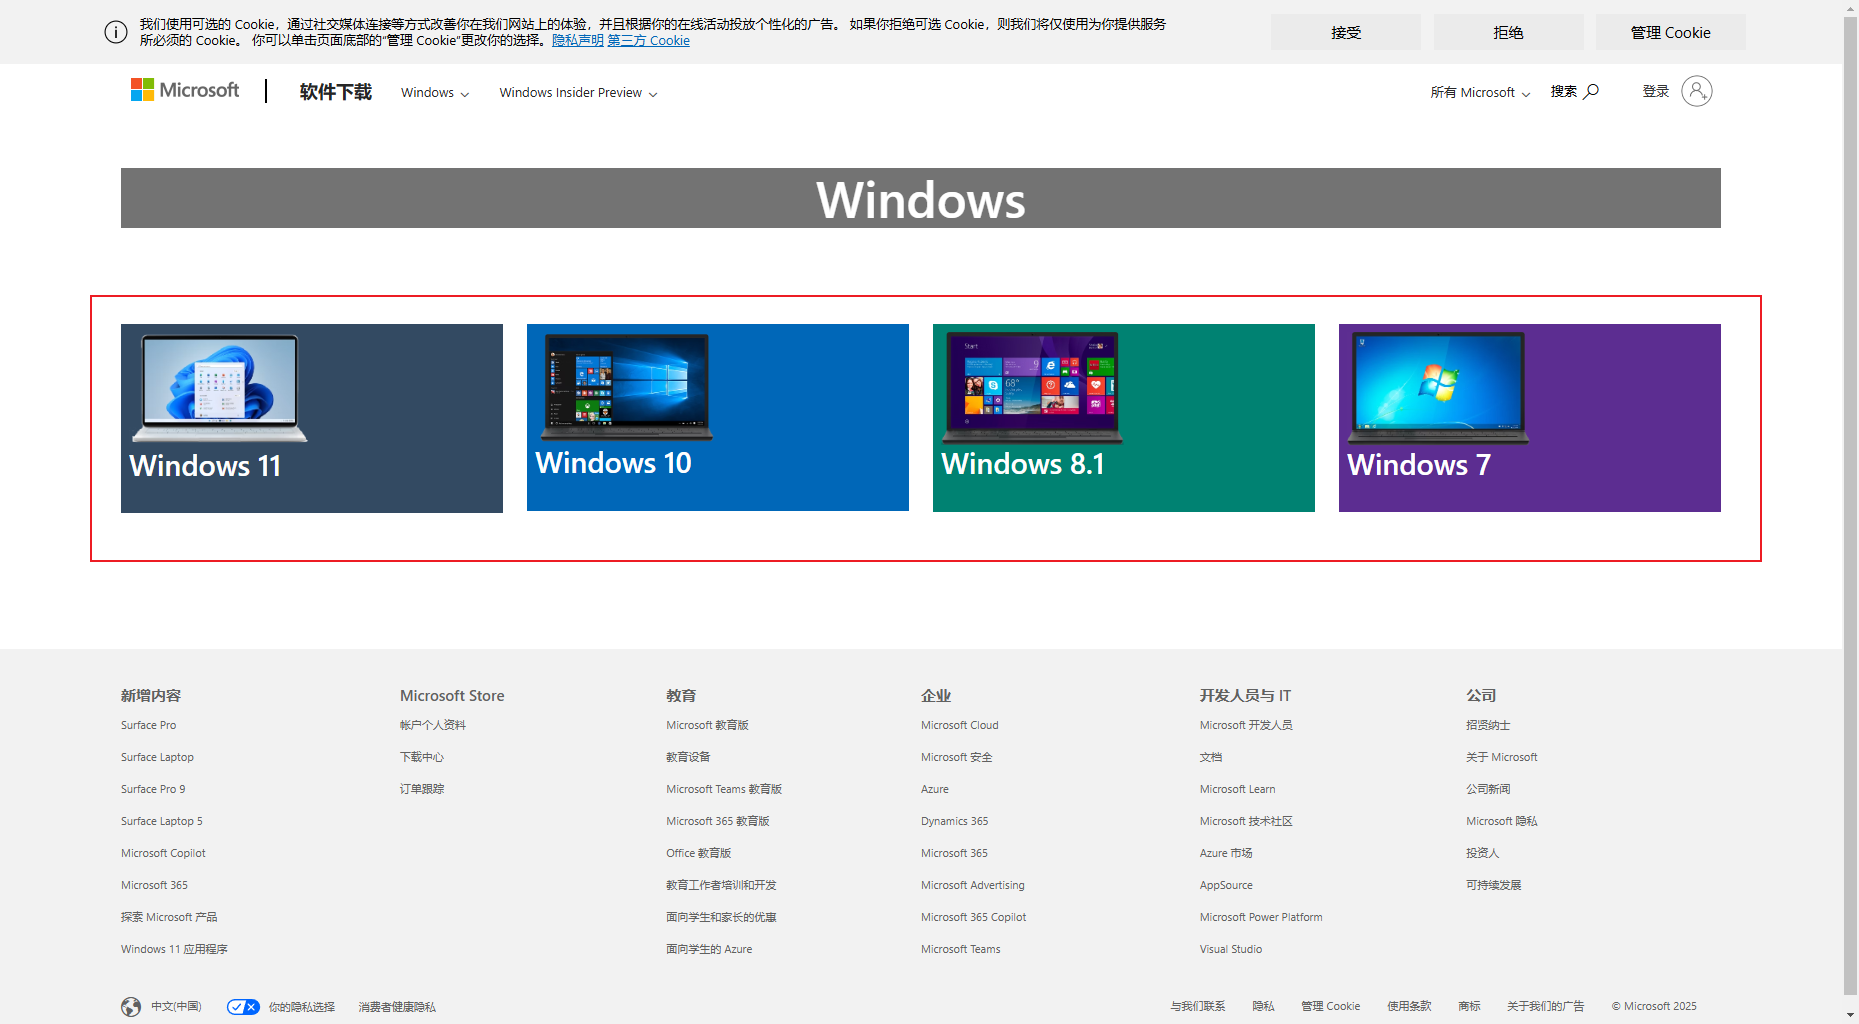 我们使用可选的 Cookie，通过社交媒体连接等方式改善你在我们网站上的体验，并且根据你的在线活动投放个性化的广告。 如果你拒绝可选 Cookie，则我们将仅使用为你提供服务
所必须的 Cookie。 你可以单击页面底部的“管理 Cookie”更改你的选择。隐私声明 第三方 Cookie
接受
拒绝
管理 Cookie
Microsoft
软件下载
Windows
Windows Insider Preview
所有 Microsoft
搜索
登录
Windows
Windows 11
Windows 10
Start
Windows 8.1
Windows 7
新增内容
Surface Pro
Surface Laptop
Surface Pro 9
Surface Laptop 5
Microsoft Copilot
Microsoft 365
探索 Microsoft 产品
Windows 11 应用程序
Microsoft Store
帐户个人资料
下载中心
订单跟踪
教育
Microsoft 教育版
教育设备
Microsoft Teams 教育版
Microsoft 365 教育版
Office 教育版
教育工作者培训和开发
面向学生和家长的优惠
面向学生的 Azure
企业
Microsoft Cloud
Microsoft 安全
Azure
Dynamics 365
Microsoft 365
Microsoft Advertising
Microsoft 365 Copilot
Microsoft Teams
开发人员与 IT
Microsoft 开发人员
文档
Microsoft Learn
Microsoft 技术社区
Azure 市场
AppSource
Microsoft Power Platform
Visual Studio
公司
招贤纳士
关于 Microsoft
公司新闻
Microsoft 隐私
投资人
可持续发展
中文(中国)
你的隐私选择
消费者健康隐私
与我们联系
隐私
管理 Cookie
使用条款
商标
关于我们的广告
© Microsoft 2025